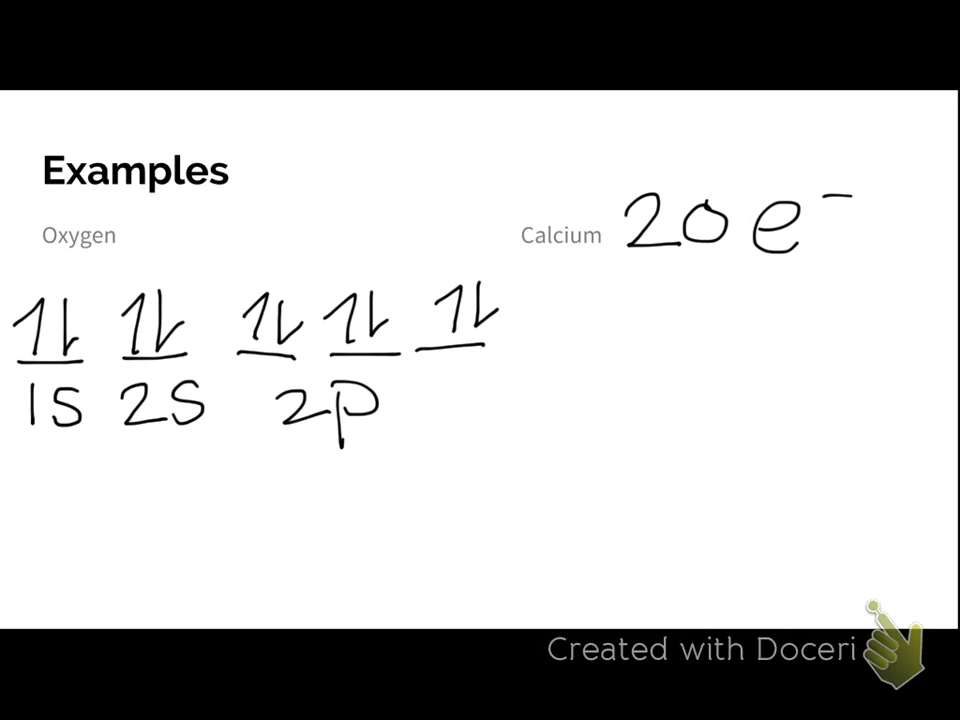 Examples
Oxygen
Calcium 20 e⁻
1S 2S 2P
Created with Doceri